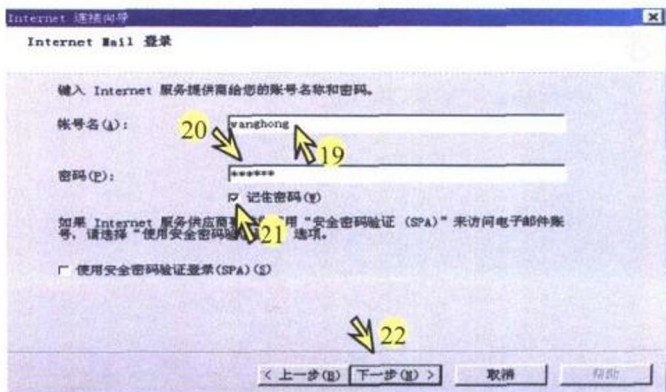 Internet 连接向导
Internet Mail 登录
键入 Internet 服务提供商给您的账号名称和密码。
帐号名(A):
wanghong
20
19
密码(P):
******
记住密码(W)
如果 Internet 服务供应商 用“安全密码验证 (SPA)”来访问电子邮件账
号,请选择“使用安全密码验 选项。
21
使用安全密码验证登录(SPA)(S)
22
< 上一步(B) 下一步(N) > 取消 帮助